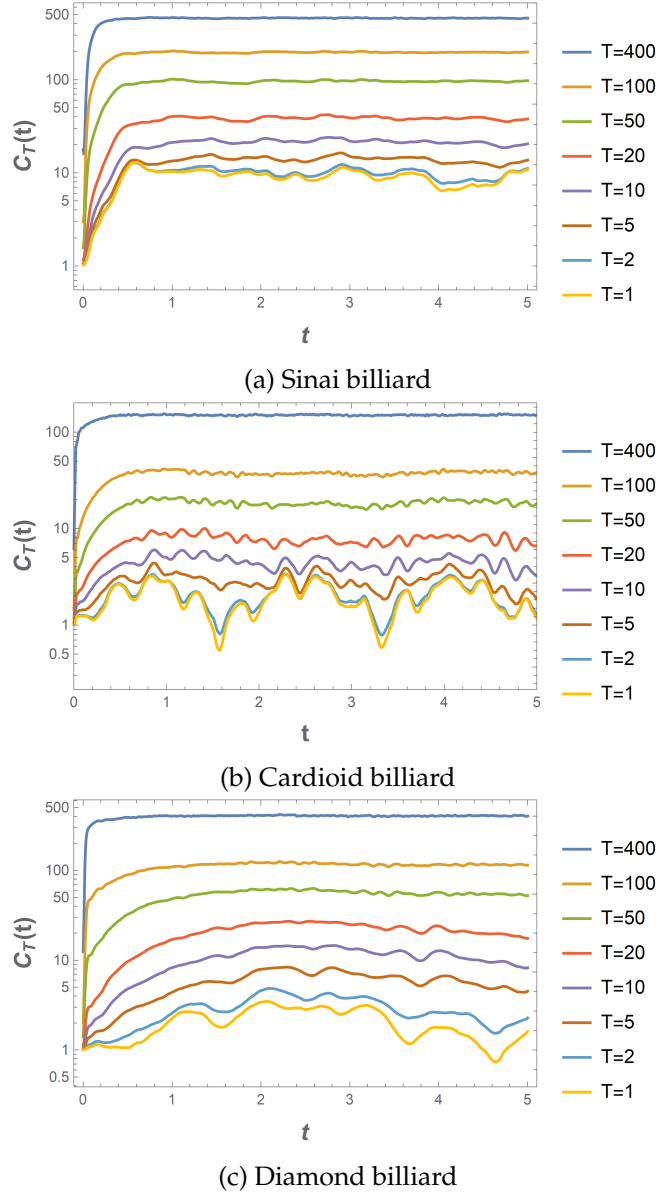 500
100
50
10
5
1
C_T(t)
0
1
2
3
4
5
t
T=400
T=100
T=50
T=20
T=10
T=5
T=2
T=1
(a) Sinai billiard
100
50
10
5
1
0.5
C_T(t)
0
1
2
3
4
5
t
T=400
T=100
T=50
T=20
T=10
T=5
T=2
T=1
(b) Cardioid billiard
500
100
50
10
5
1
0.5
C_T(t)
0
1
2
3
4
5
t
T=400
T=100
T=50
T=20
T=10
T=5
T=2
T=1
(c) Diamond billiard